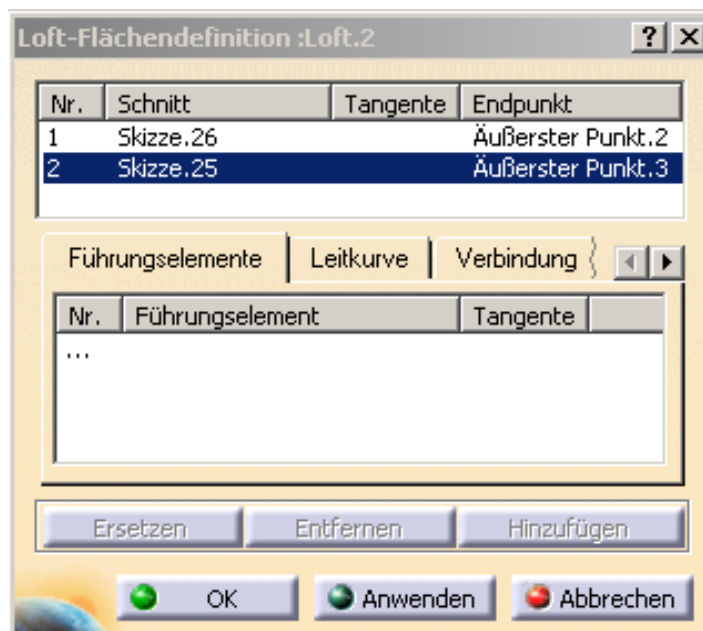 Loft-Flächendefinition :Loft.2 ? X
Nr. Schnitt Tangente Endpunkt
1 Skizze.26 Äußerster Punkt.2
2 Skizze.25 Äußerster Punkt.3
Führungselemente Leitkurve Verbindung
Nr. Führungselement Tangente
...
Ersetzen Entfernen Hinzufügen
OK Anwenden Abbrechen